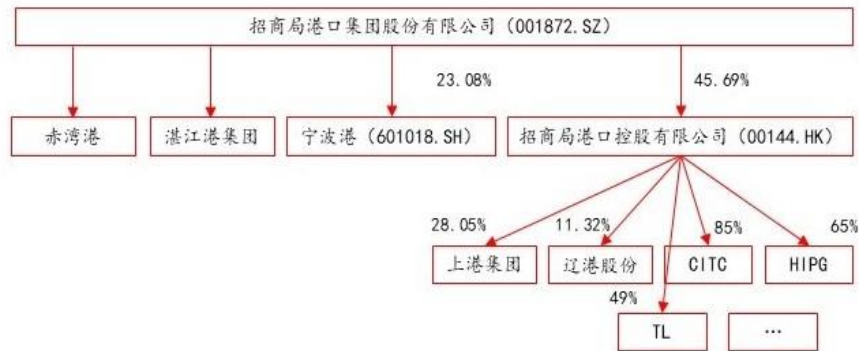 招商局港口集团股份有限公司（001872.SZ）
23.08%
45.69%
赤湾港
湛江港集团
宁波港（601018.SH）
招商局港口控股有限公司（00144.HK）
28.05%
11.32%
85%
65%
上港集团
辽港股份
CITC
HIPG
49%
TL
…